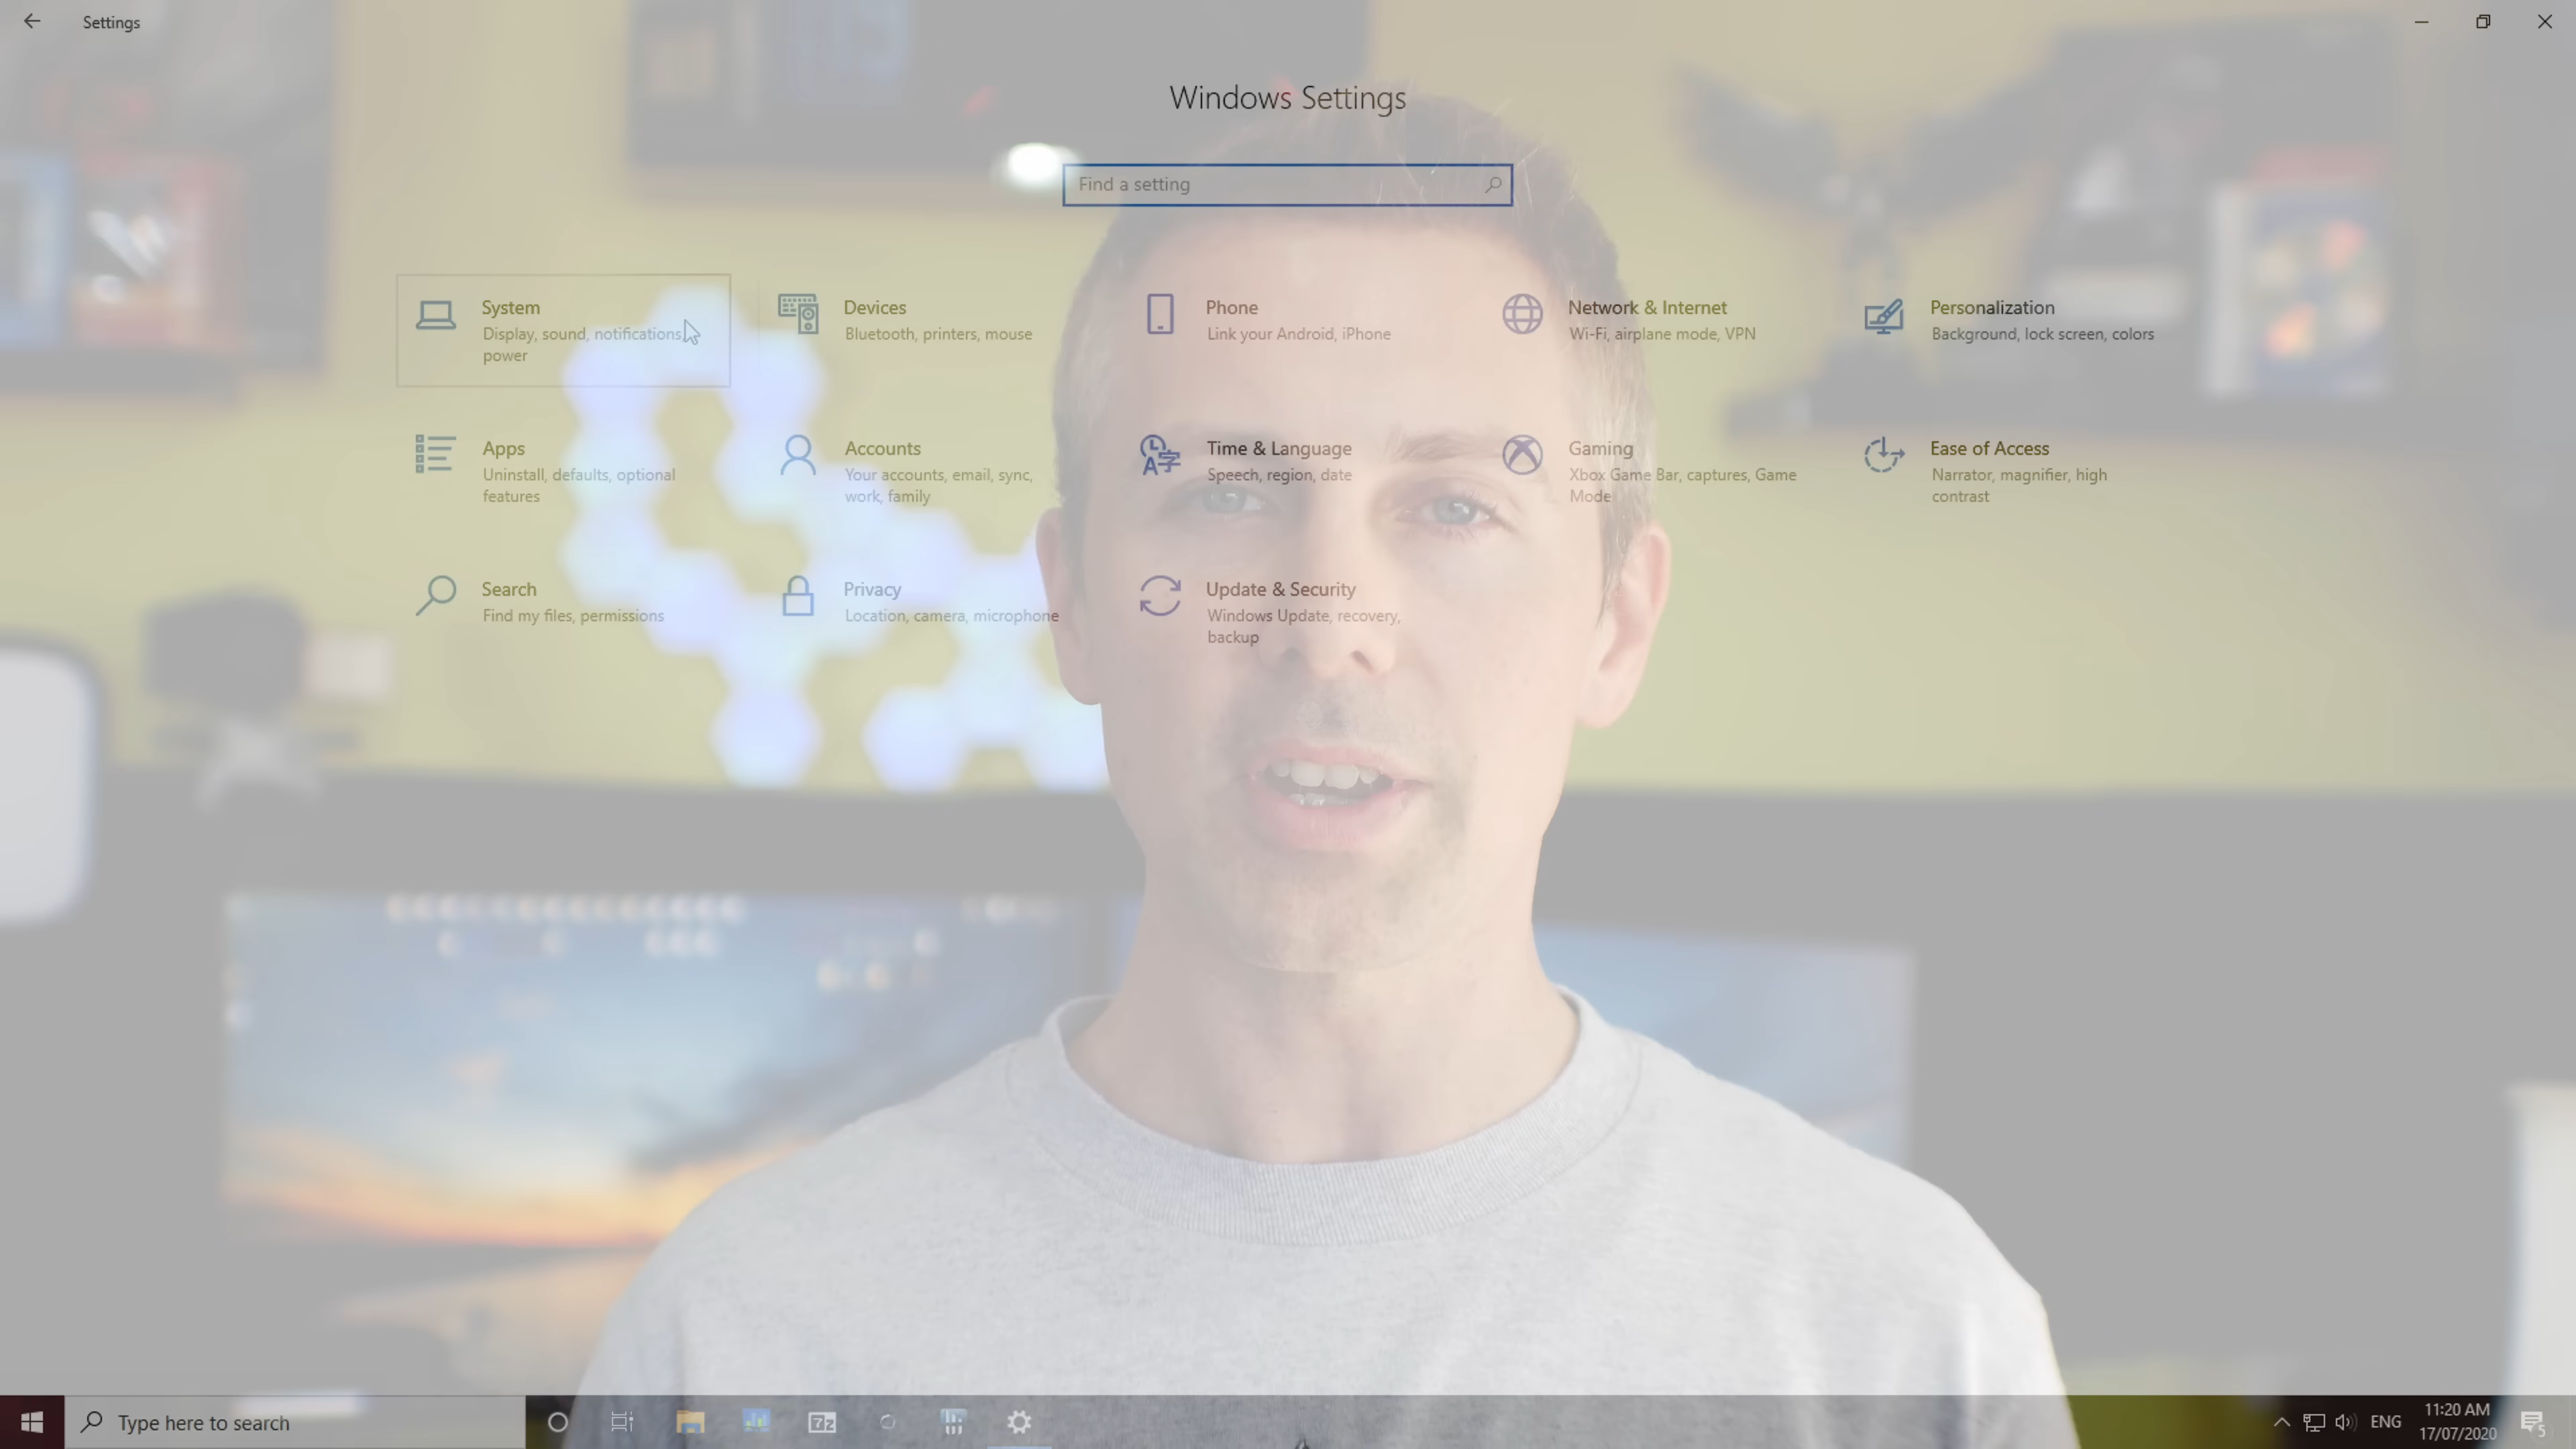 Settings
Windows Settings
Find a setting
System
Display, sound, notifications,
power
Devices
Bluetooth, printers, mouse
Phone
Link your Android, iPhone
Network & Internet
Wi-Fi, airplane mode, VPN
Personalization
Background, lock screen, colors
Apps
Uninstall, defaults, optional
features
Accounts
Your accounts, email, sync,
work, family
Time & Language
Speech, region, date
Gaming
Xbox Game Bar, captures, Game
Mode
Ease of Access
Narrator, magnifier, high
contrast
Search
Find my files, permissions
Privacy
Location, camera, microphone
Update & Security
Windows Update, recovery,
backup
Type here to search
7z
ENG
11:20 AM
17/07/2020
5